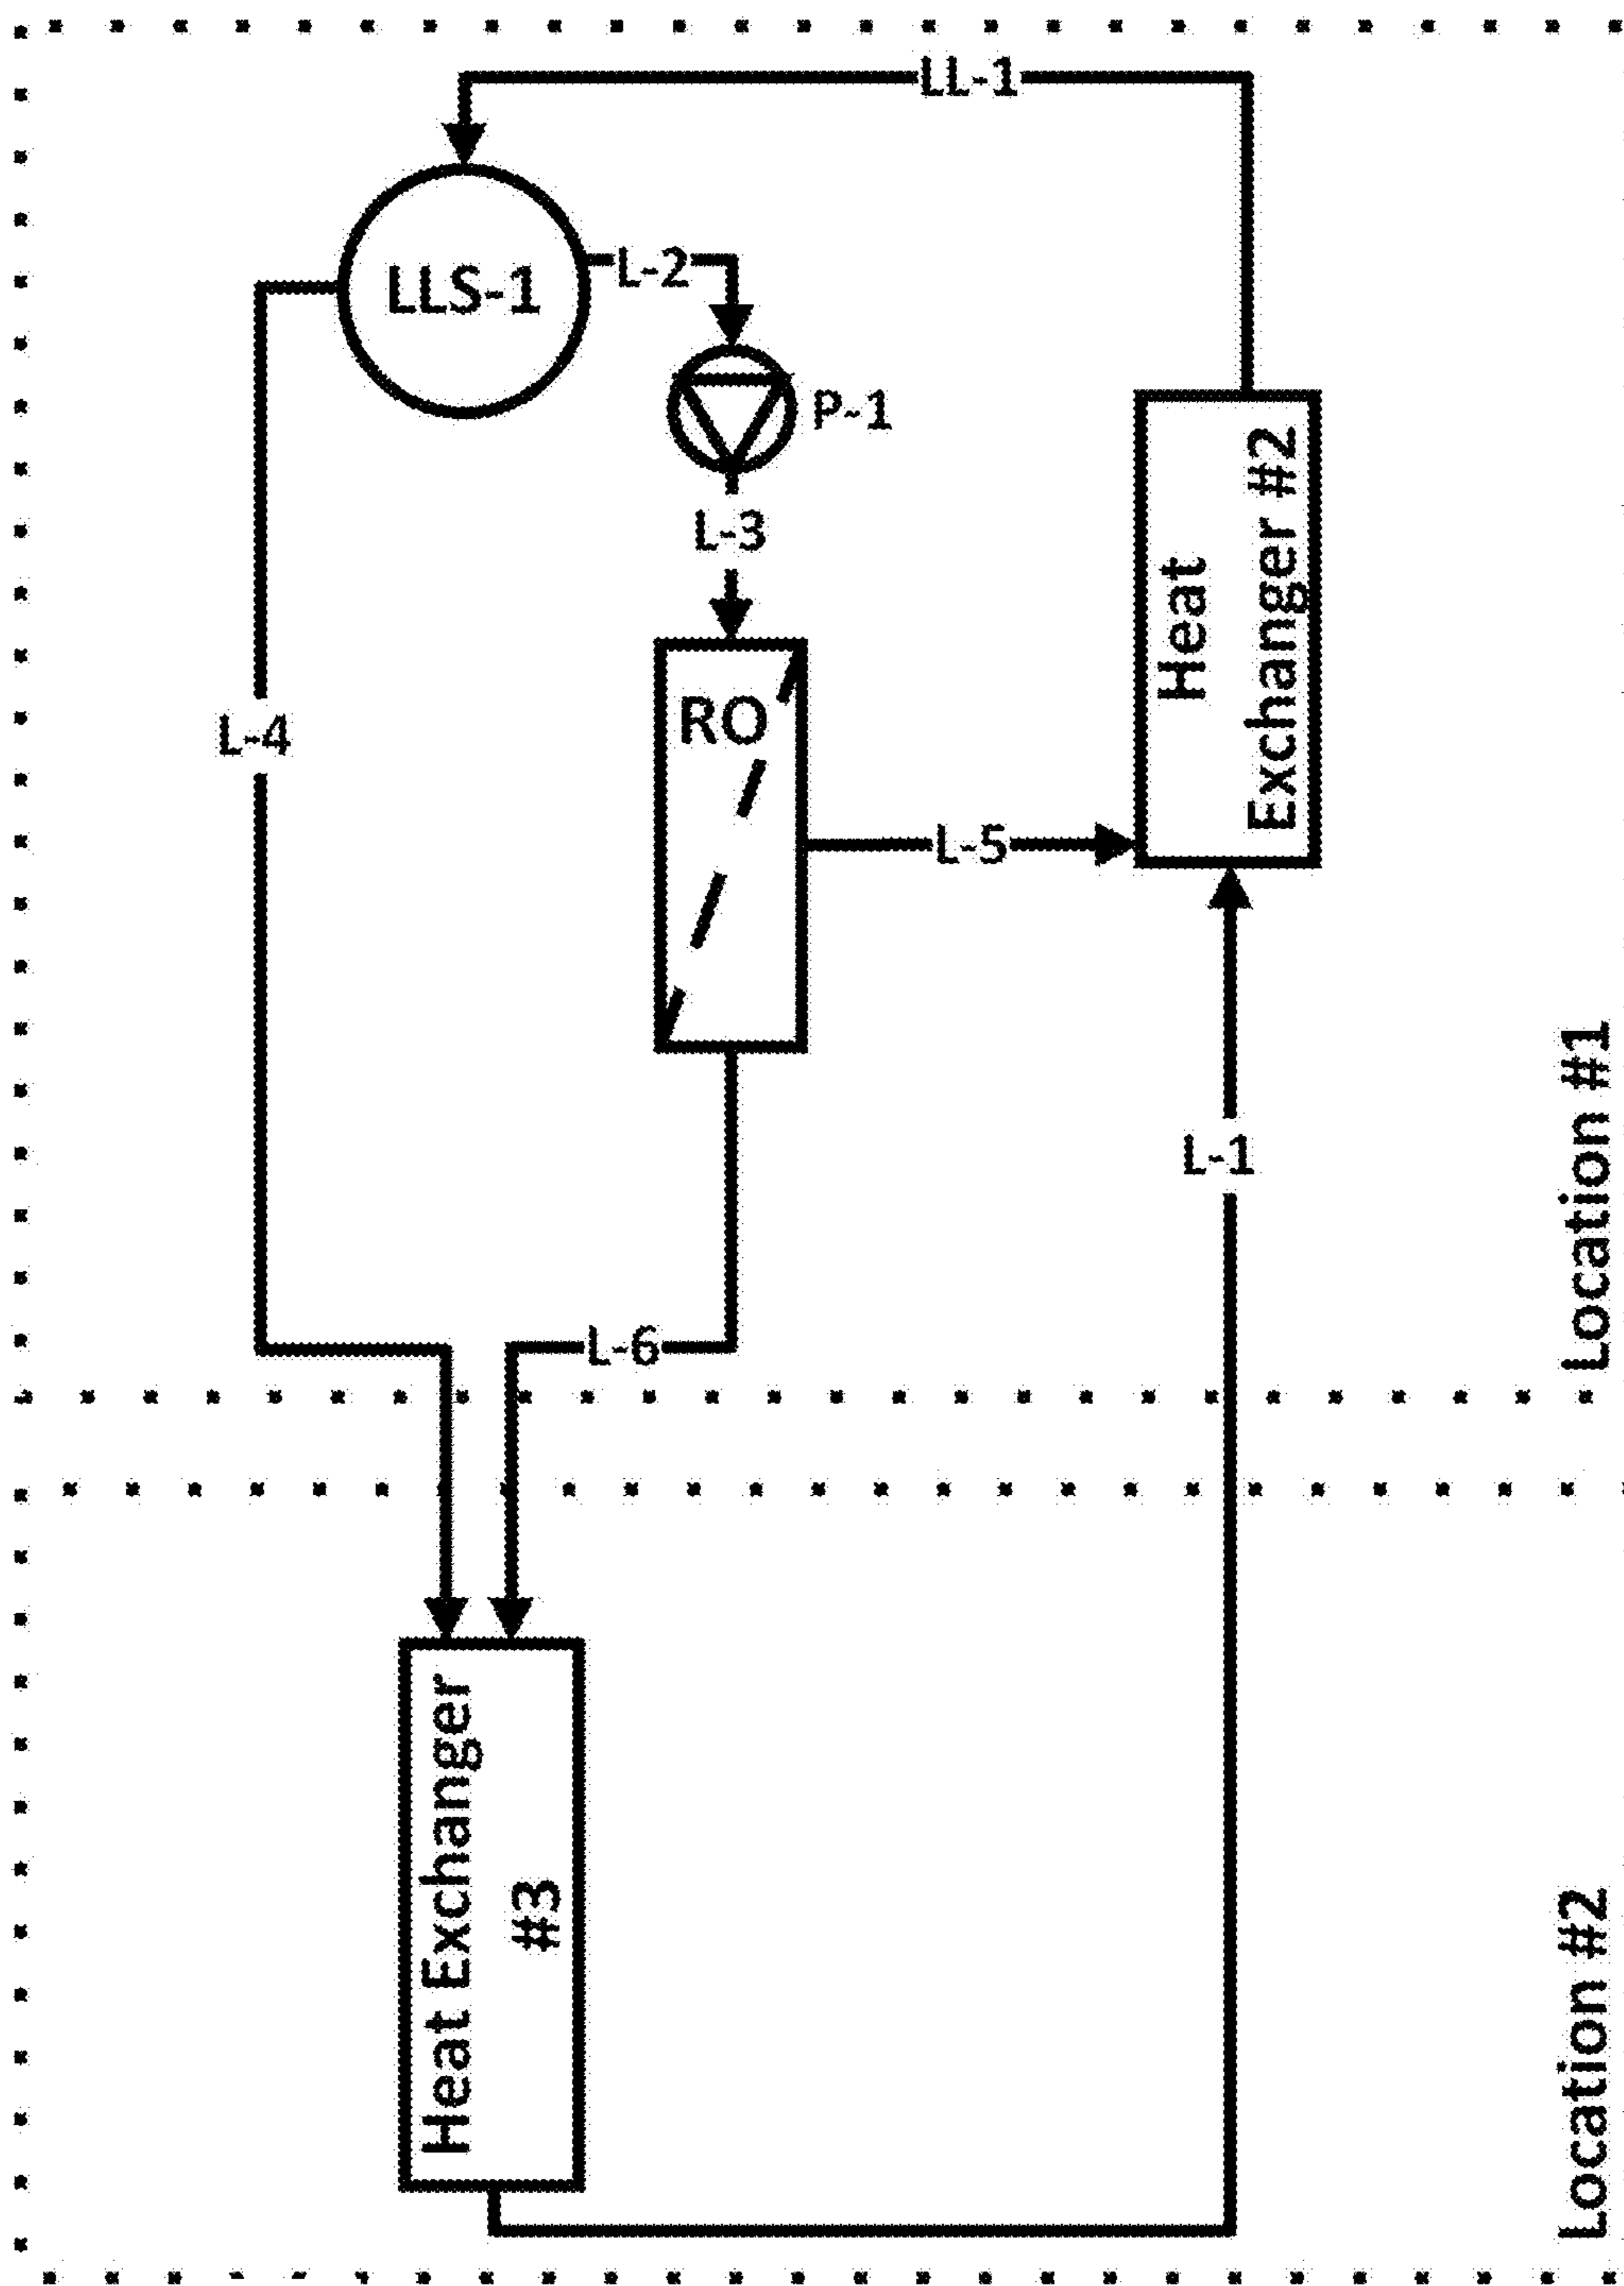 LL-1
LLS-1
L-2
P-1
L-3
Heat
Exchanger #2
RO
L-4
L-5
L-1
Location #1
L-6
Heat Exchanger
#3
Location #2